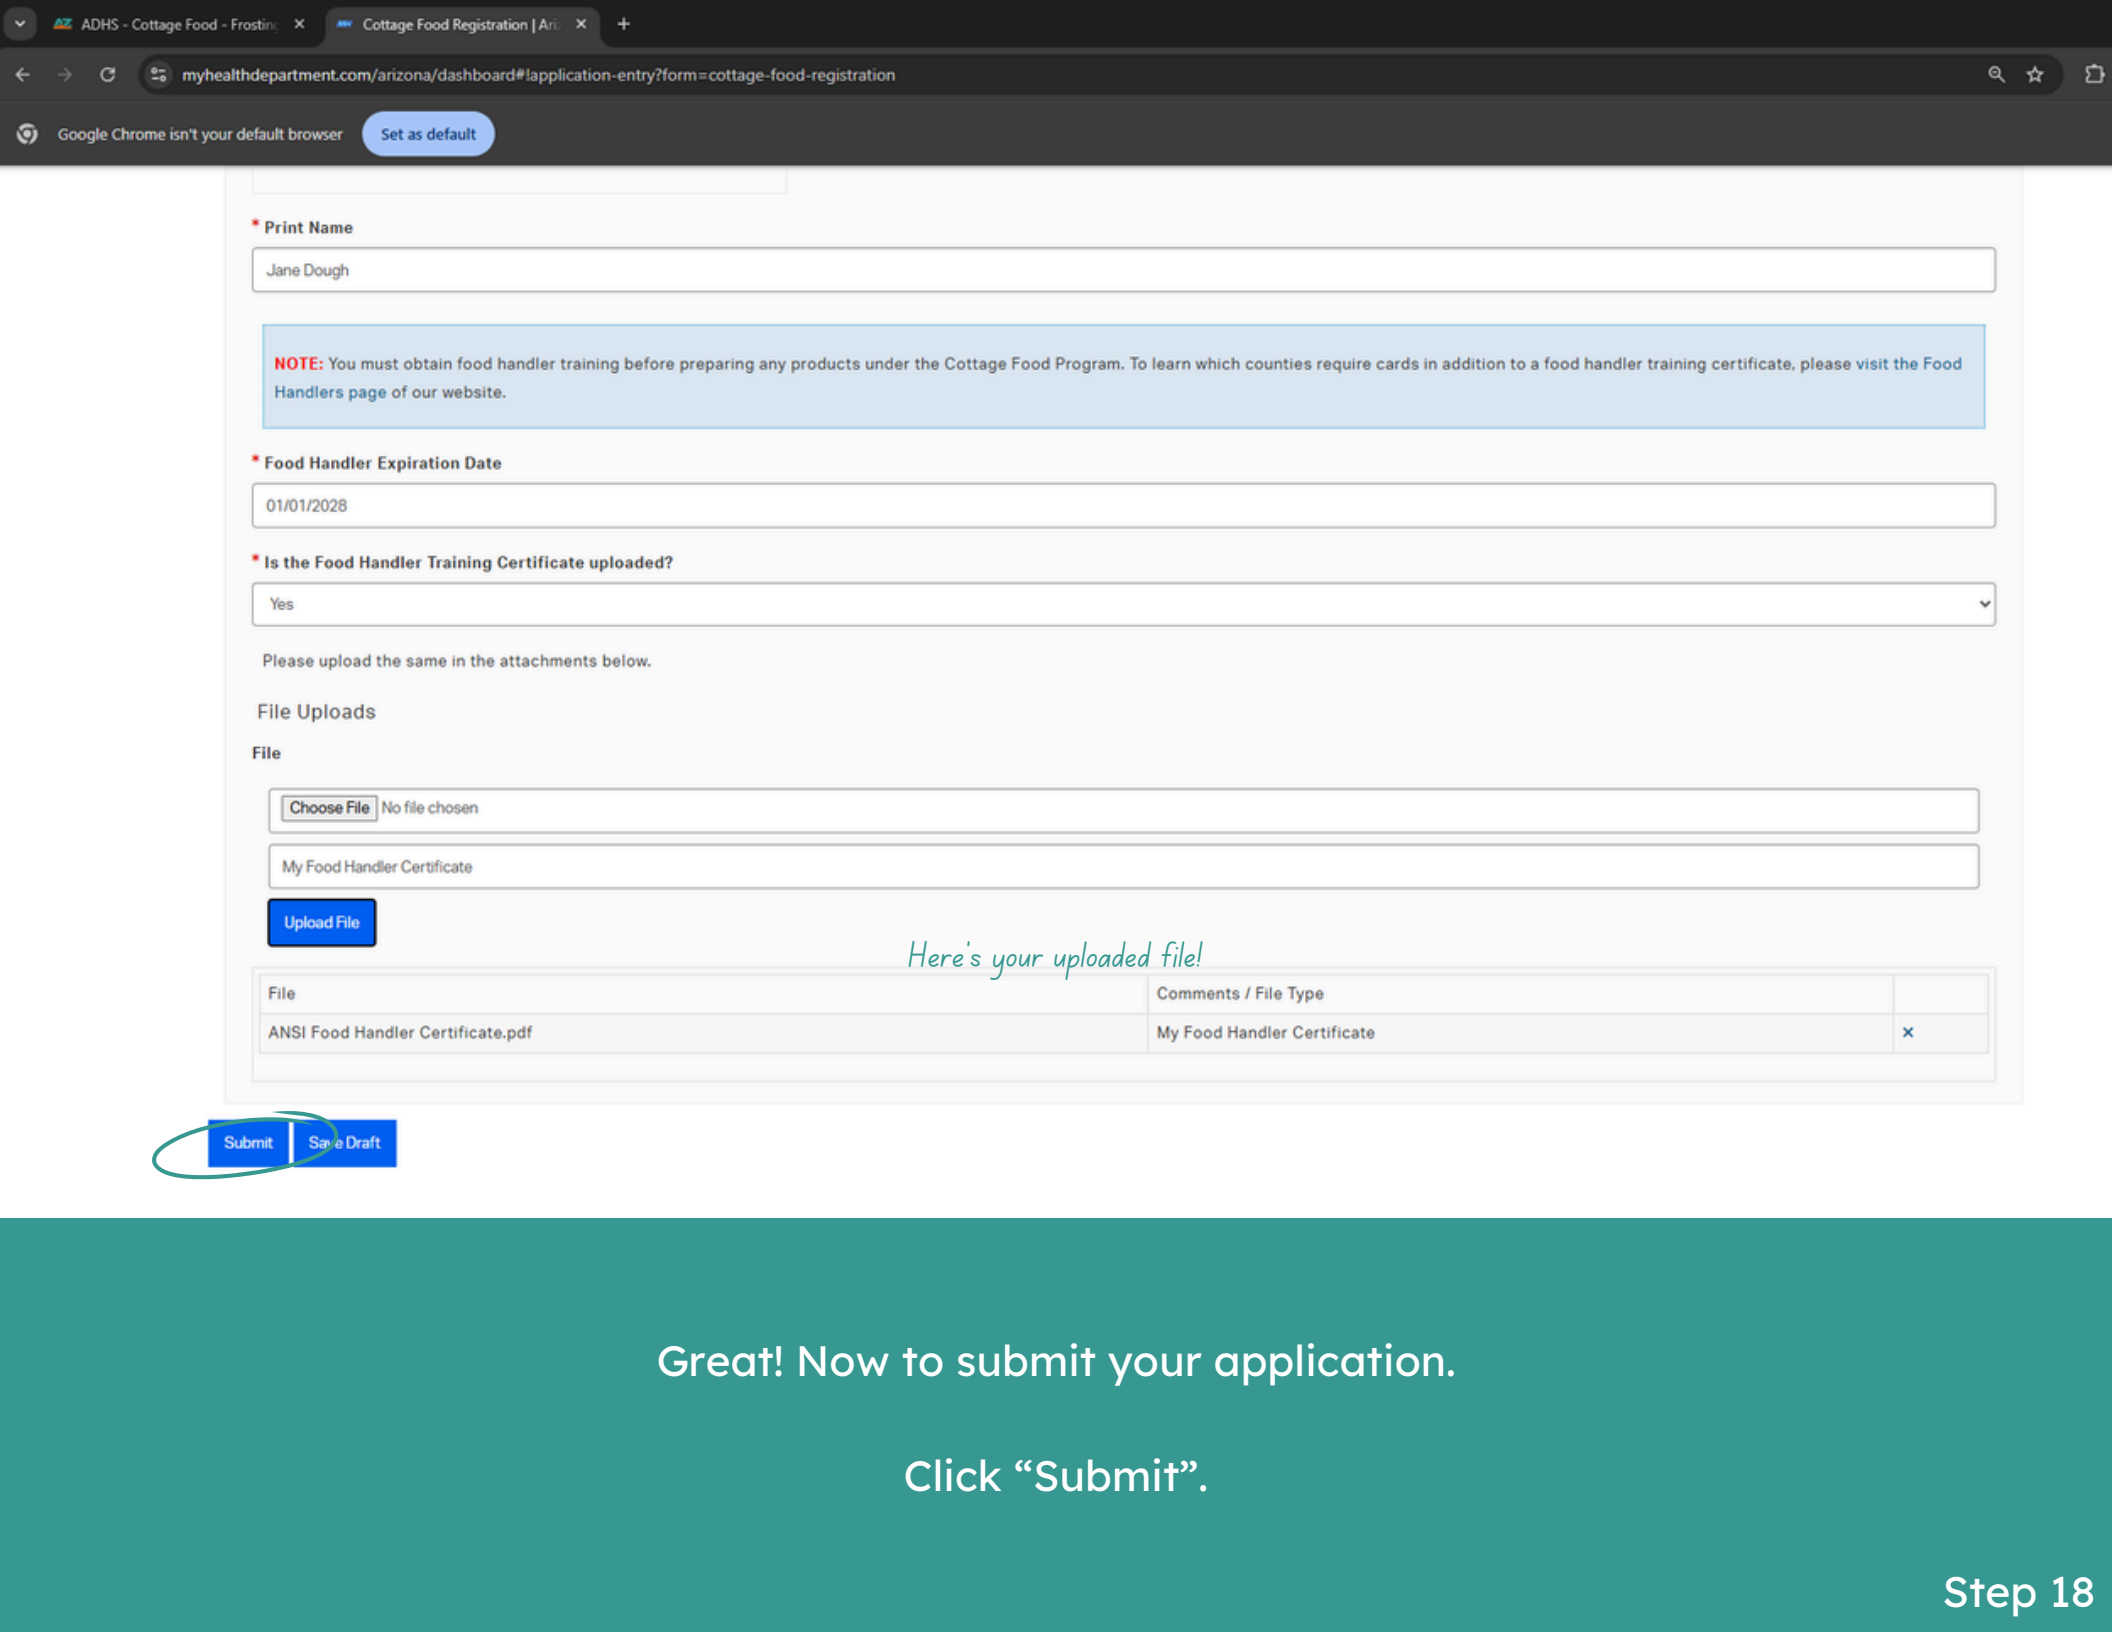 ADHS - Cottage Food - Frosting
Cottage Food Registration | Ari
myhealthdepartment.com/arizona/dashboard#!application-entry?form=cottage-food-registration
Google Chrome isn't your default browser Set as default
* Print Name
Jane Dough
NOTE: You must obtain food handler training before preparing any products under the Cottage Food Program. To learn which counties require cards in addition to a food handler training certificate, please visit the Food
Handlers page of our website.
* Food Handler Expiration Date
01/01/2028
* Is the Food Handler Training Certificate uploaded?
Yes
Please upload the same in the attachments below.
File Uploads
File
Choose File No file chosen
My Food Handler Certificate
Upload File
Here's your uploaded file!
File Comments / File Type
ANSI Food Handler Certificate.pdf My Food Handler Certificate ×
Submit Save Draft
Great! Now to submit your application.
Click “Submit”.
Step 18